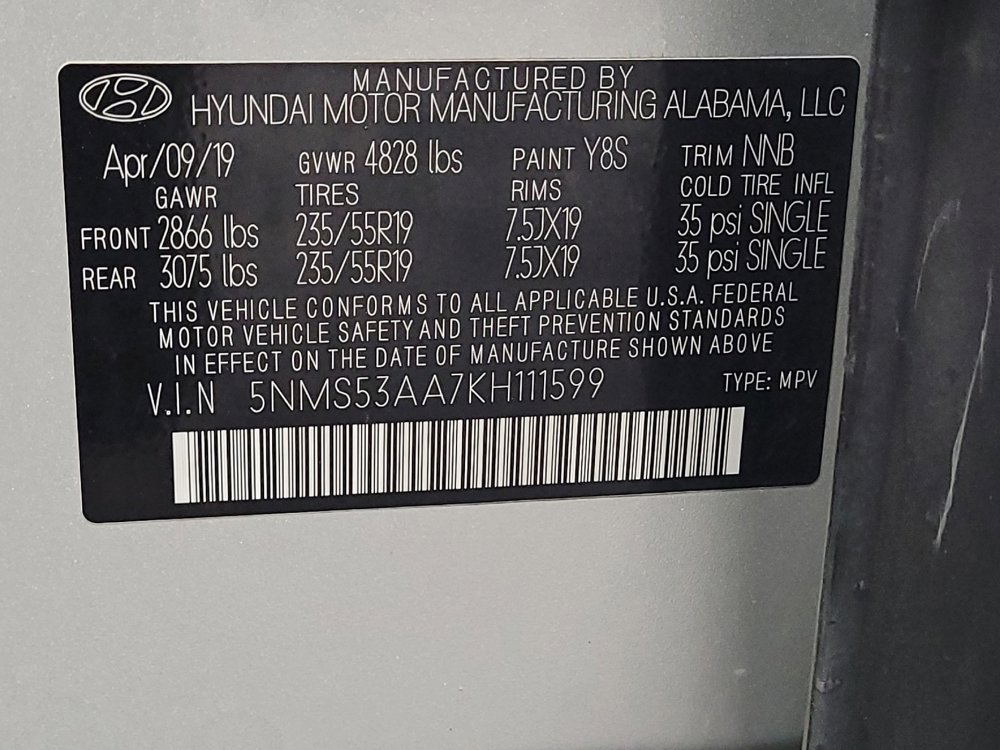 MANUFACTURED BY
HYUNDAI MOTOR MANUFACTURING ALABAMA, LLC
Apr/09/19 GVWR 4828 lbs PAINT Y8S TRIM NNB
GAWR TIRES RIMS COLD TIRE INFL
FRONT 2866 lbs 235/55R19 7.5JX19 35 psi SINGLE
REAR 3075 lbs 235/55R19 7.5JX19 35 psi SINGLE
THIS VEHICLE CONFORMS TO ALL APPLICABLE U.S.A. FEDERAL
MOTOR VEHICLE SAFETY AND THEFT PREVENTION STANDARDS
IN EFFECT ON THE DATE OF MANUFACTURE SHOWN ABOVE
V.I.N 5NMS53AA7KH111599 TYPE: MPV